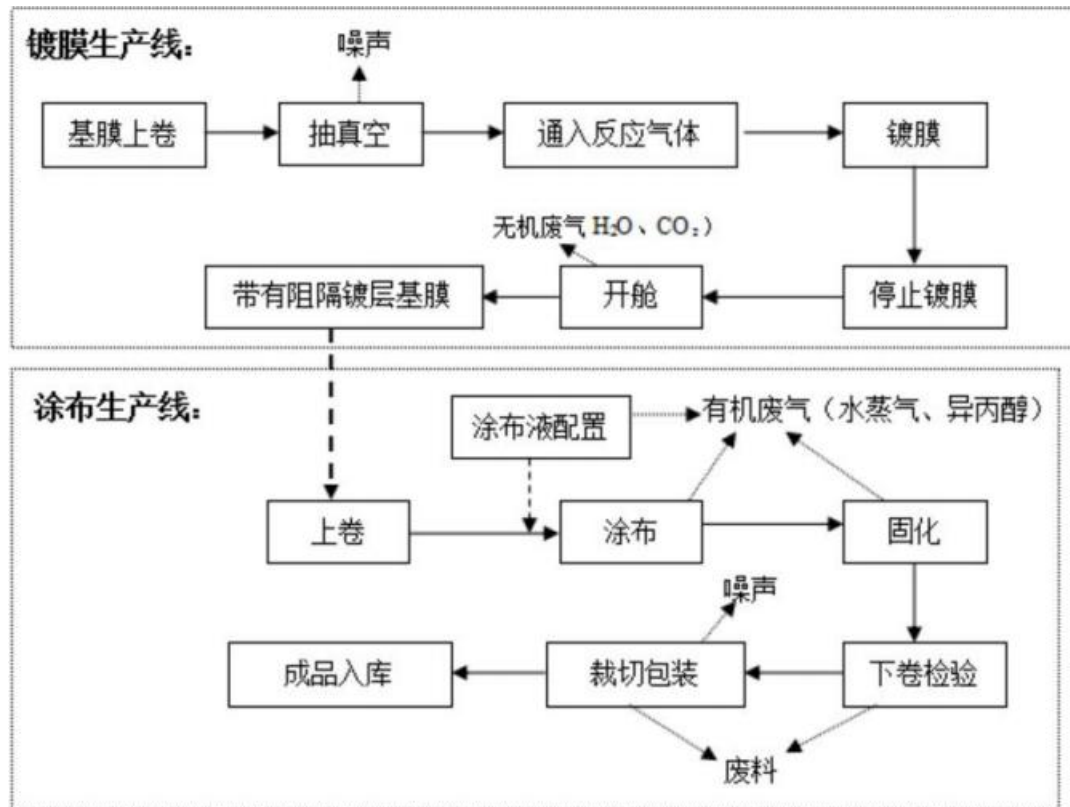 镀膜生产线：
噪声
基膜上卷
抽真空
通入反应气体
镀膜
无机废气 H₂O、CO₂）
带有阻隔镀层基膜
开舱
停止镀膜
涂布生产线：
涂布液配置
有机废气（水蒸气、异丙醇）
上卷
涂布
固化
噪声
成品入库
裁切包装
下卷检验
废料